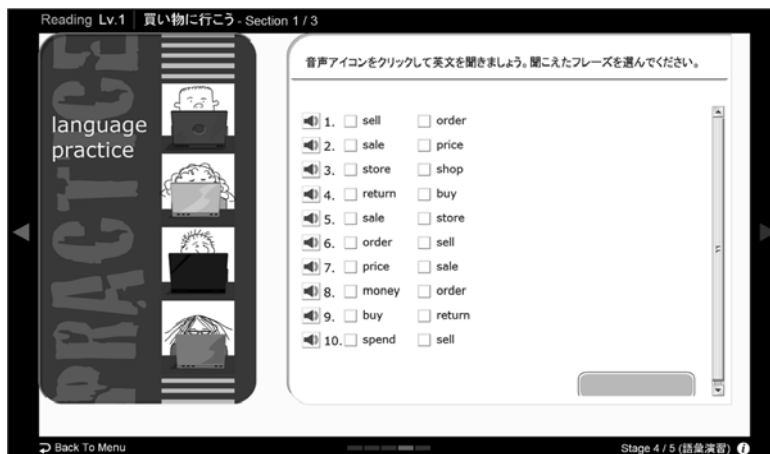 Reading Lv.1 買い物に行こう - Section 1 / 3
PRACTICE
language
practice
音声アイコンをクリックして英文を聞きましょう。聞こえたフレーズを選んでください。
1. sell order
2. sale price
3. store shop
4. return buy
5. sale store
6. order sell
7. price sale
8. money order
9. buy return
10. spend sell
Back To Menu
Stage 4 / 5 (語彙演習)